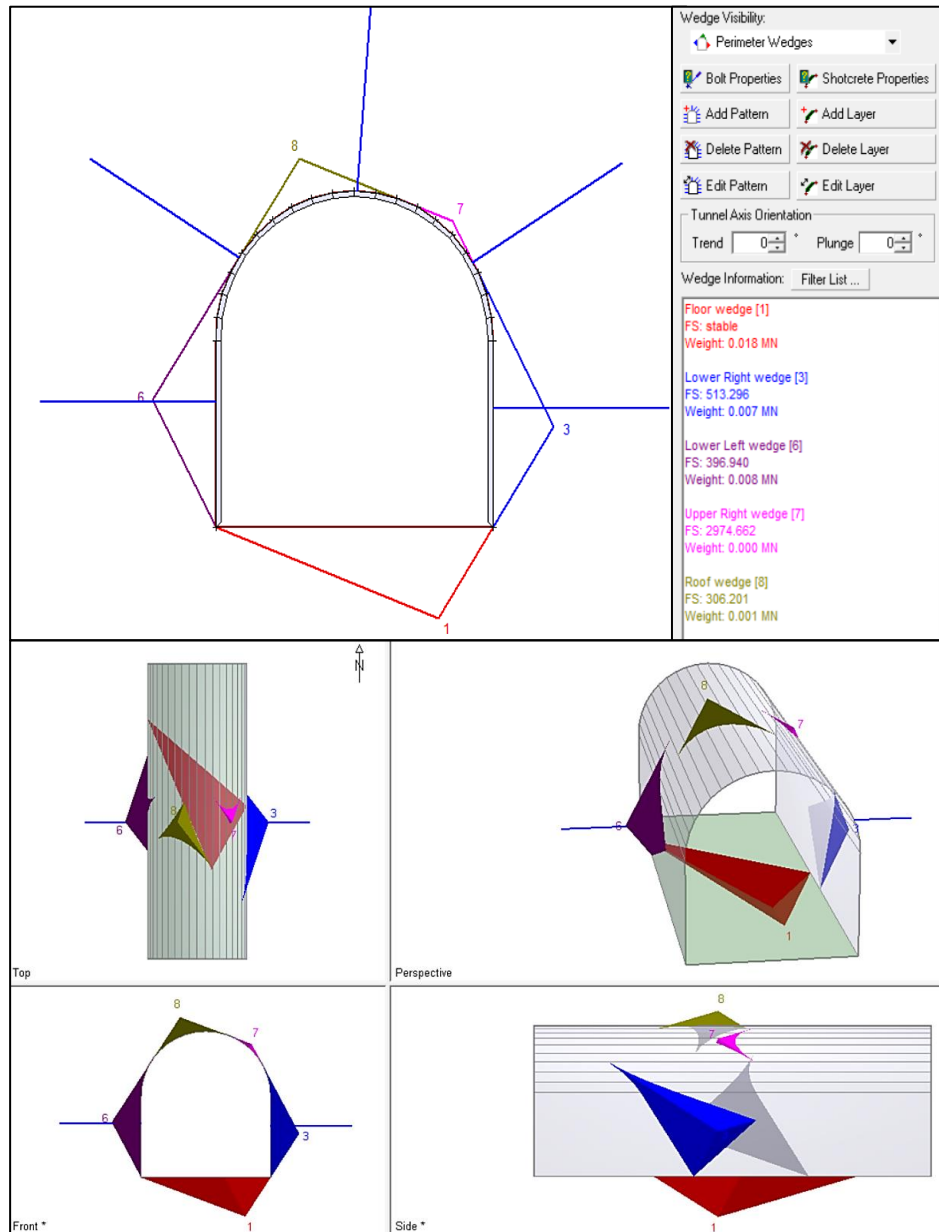 Wedge Visibility:
Perimeter Wedges
Bolt Properties
Shotcrete Properties
Add Pattern
Add Layer
Delete Pattern
Delete Layer
Edit Pattern
Edit Layer
Tunnel Axis Orientation
Trend 0 ° Plunge 0 °
Wedge Information: Filter List ...
Floor wedge [1]
FS: stable
Weight: 0.018 MN
Lower Right wedge [3]
FS: 513.296
Weight: 0.007 MN
Lower Left wedge [6]
FS: 396.940
Weight: 0.008 MN
Upper Right wedge [7]
FS: 2974.662
Weight: 0.000 MN
Roof wedge [8]
FS: 306.201
Weight: 0.001 MN
8
7
6
3
1
N
8
6
3
7
Top
8
7
6
3
1
Perspective
8
7
6
3
1
Front *
8
7
1
Side *